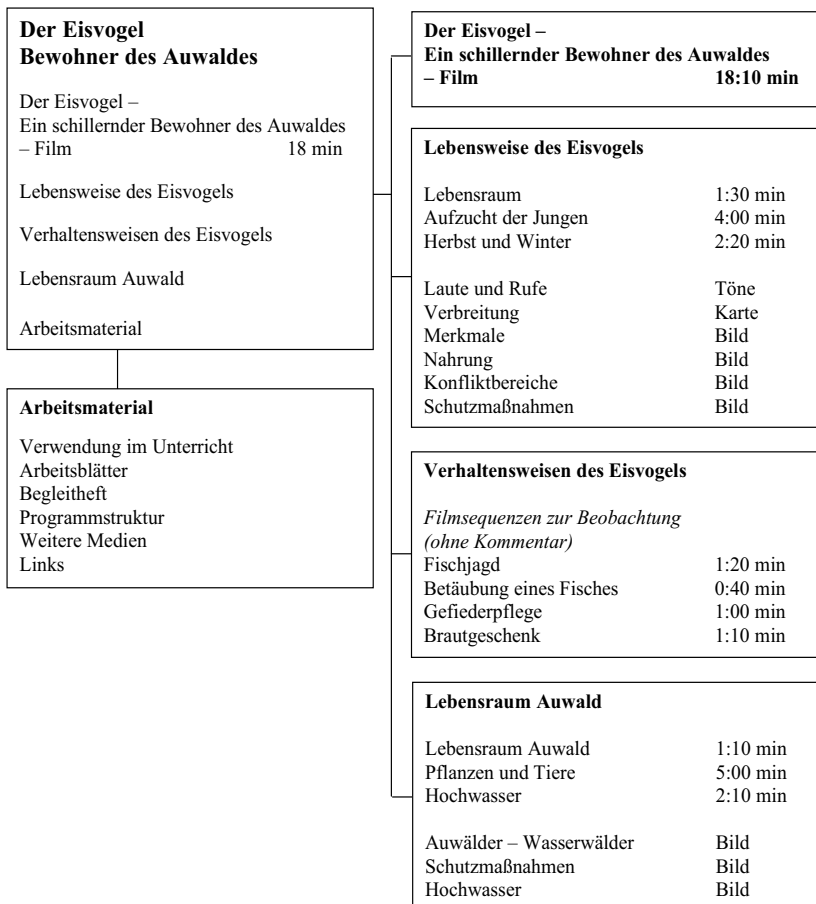 Der Eisvogel
Bewohner des Auwaldes
Der Eisvogel –
Ein schillernder Bewohner des Auwaldes
– Film 18 min
Lebensweise des Eisvogels
Verhaltensweisen des Eisvogels
Lebensraum Auwald
Arbeitsmaterial
Arbeitsmaterial
Verwendung im Unterricht
Arbeitsblätter
Begleitheft
Programmstruktur
Weitere Medien
Links
Der Eisvogel –
Ein schillernder Bewohner des Auwaldes
– Film 18:10 min
Lebensweise des Eisvogels
Lebensraum 1:30 min
Aufzucht der Jungen 4:00 min
Herbst und Winter 2:20 min
Laute und Rufe Töne
Verbreitung Karte
Merkmale Bild
Nahrung Bild
Konfliktbereiche Bild
Schutzmaßnahmen Bild
Verhaltensweisen des Eisvogels
Filmsequenzen zur Beobachtung
(ohne Kommentar)
Fischjagd 1:20 min
Betäubung eines Fisches 0:40 min
Gefiederpflege 1:00 min
Brautgeschenk 1:10 min
Lebensraum Auwald
Lebensraum Auwald 1:10 min
Pflanzen und Tiere 5:00 min
Hochwasser 2:10 min
Auwälder – Wasserwälder Bild
Schutzmaßnahmen Bild
Hochwasser Bild